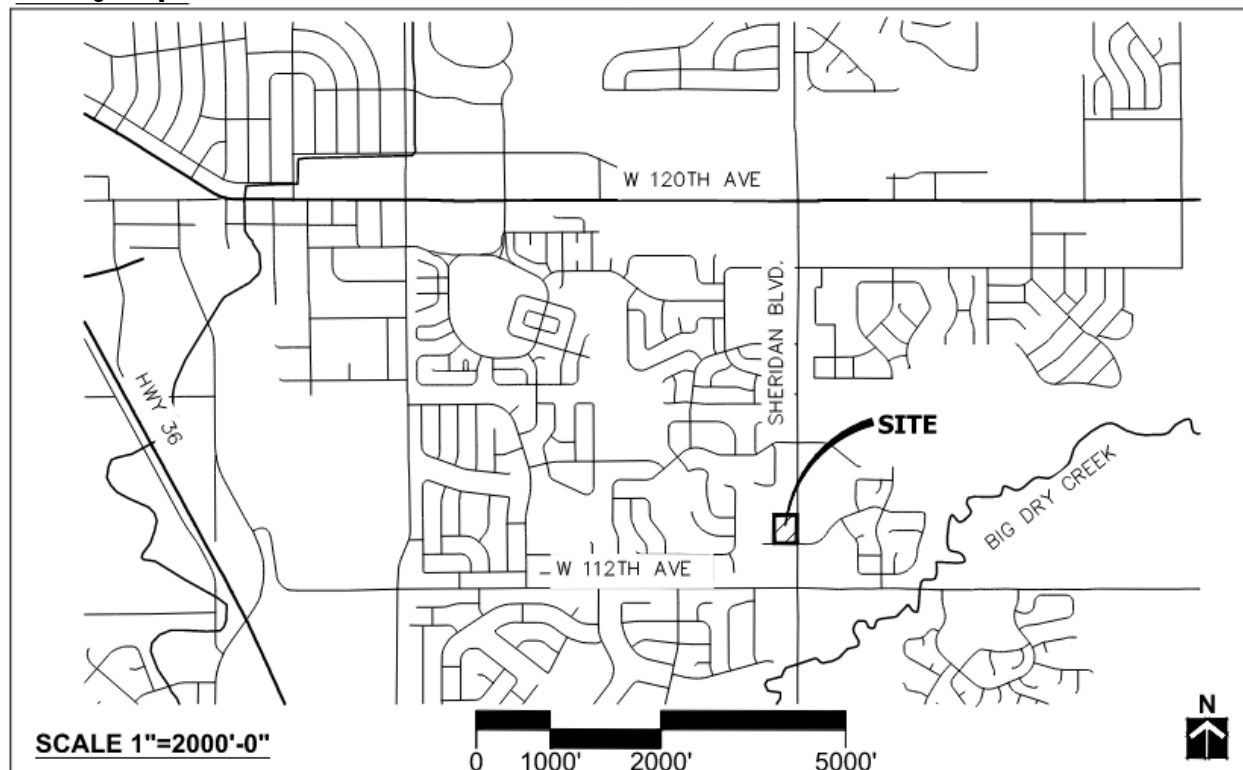 W 120TH AVE
SHERIDAN BLVD.
HWY 36
SITE
BIG DRY CREEK
W 112TH AVE
N
SCALE 1"=2000'-0"
0 1000' 2000' 5000'